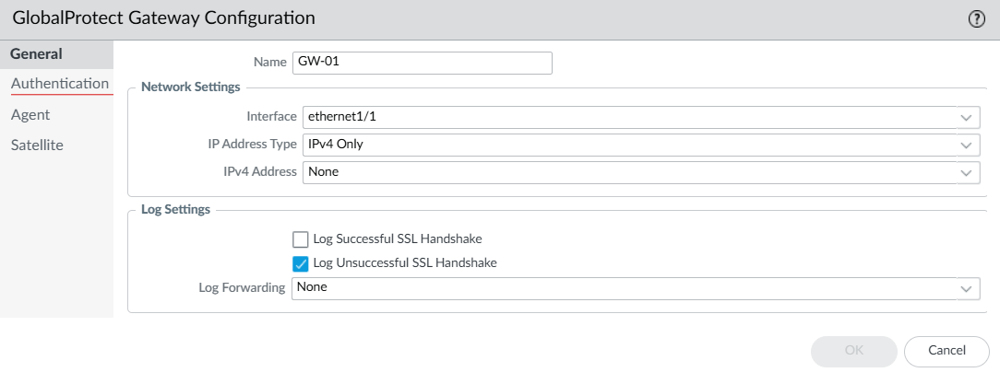 GlobalProtect Gateway Configuration ?
General
Name GW-01
Authentication
Network Settings
Agent
Interface ethernet1/1
IP Address Type IPv4 Only
Satellite
IPv4 Address None
Log Settings
Log Successful SSL Handshake
Log Unsuccessful SSL Handshake
Log Forwarding None
OK Cancel